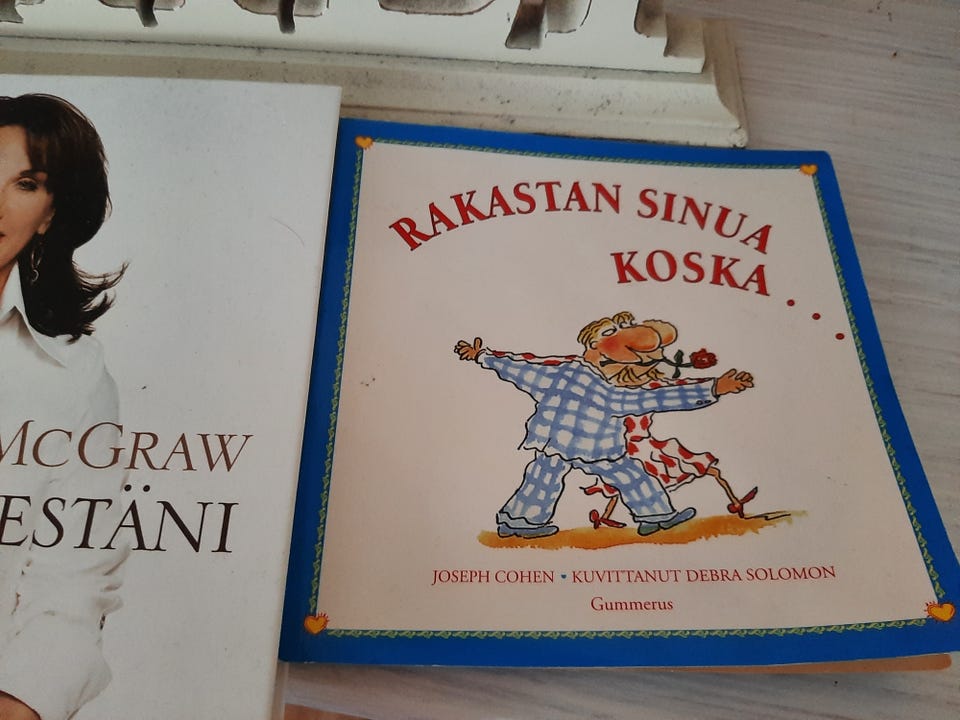 McGRAW
ESTÄNI
RAKASTAN SINUA
KOSKA...
JOSEPH COHEN • KUVITTANUT DEBRA SOLOMON
Gummerus